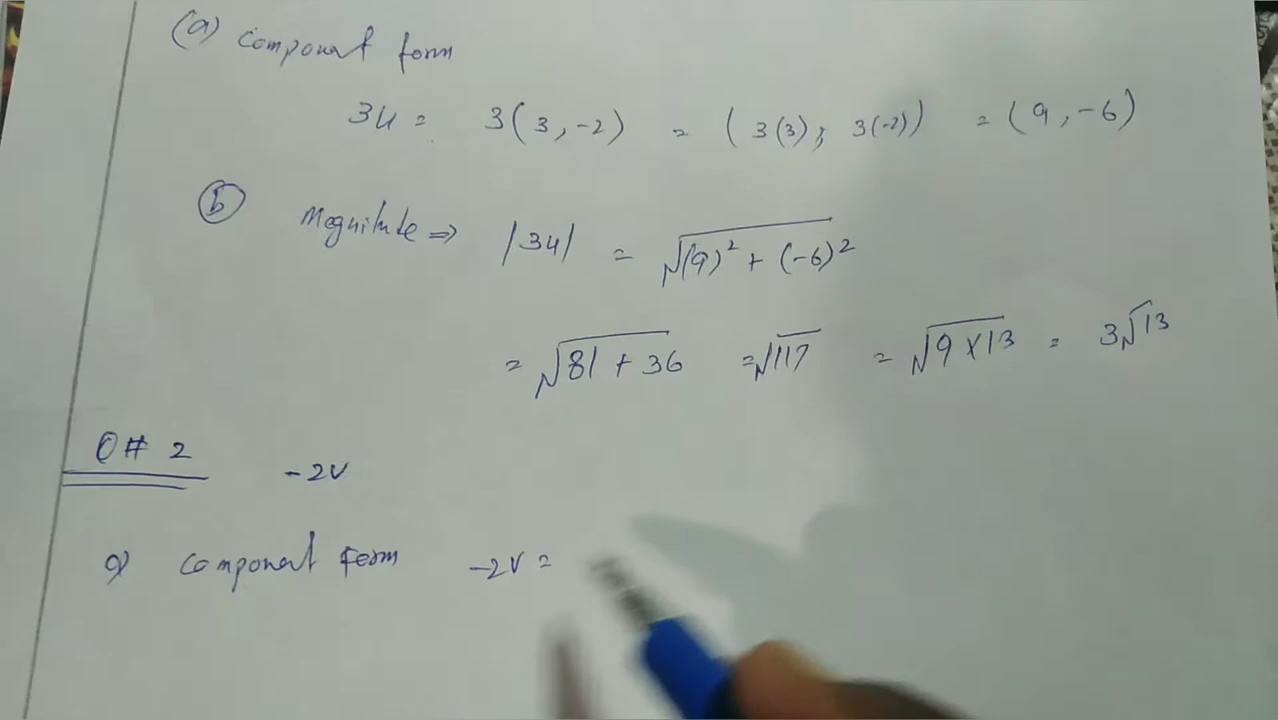 (a) Component form
3u = 3(3,-2) = (3(3), 3(-2)) = (9,-6)
(b) Magnitude ⇒ |3u| = √(9)² + (-6)²
= √81 + 36 = √117 = √9×13 = 3√13
Q# 2 -2v
a) Component Form -2v =